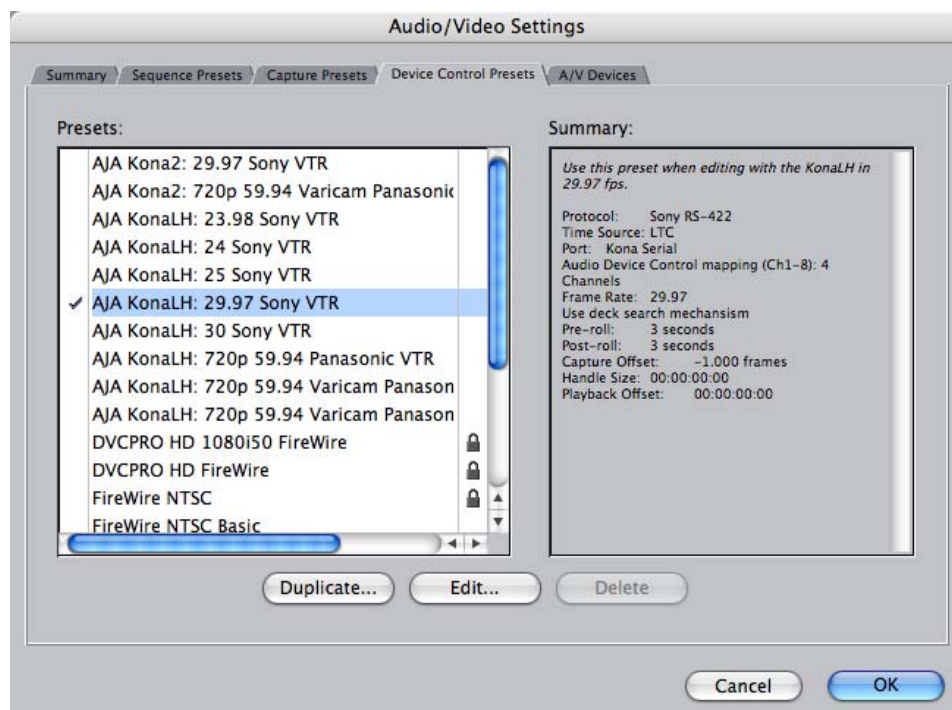 Audio/Video Settings
Summary
Sequence Presets
Capture Presets
Device Control Presets
A/V Devices
Presets:
AJA Kona2: 29.97 Sony VTR
AJA Kona2: 720p 59.94 Varicam Panasonic
AJA KonaLH: 23.98 Sony VTR
AJA KonaLH: 24 Sony VTR
AJA KonaLH: 25 Sony VTR
AJA KonaLH: 29.97 Sony VTR
AJA KonaLH: 30 Sony VTR
AJA KonaLH: 720p 59.94 Panasonic VTR
AJA KonaLH: 720p 59.94 Varicam Panason
AJA KonaLH: 720p 59.94 Varicam Panason
DVCPRO HD 1080i50 FireWire
DVCPRO HD FireWire
FireWire NTSC
FireWire NTSC Basic
Summary:
Use this preset when editing with the KonaLH in
29.97 fps.
Protocol: Sony RS-422
Time Source: LTC
Port: Kona Serial
Audio Device Control mapping (Ch1-8): 4
Channels
Frame Rate: 29.97
Use deck search mechansism
Pre-roll: 3 seconds
Post-roll: 3 seconds
Capture Offset: -1.000 frames
Handle Size: 00:00:00:00
Playback Offset: 00:00:00:00
Duplicate...
Edit...
Delete
Cancel
OK